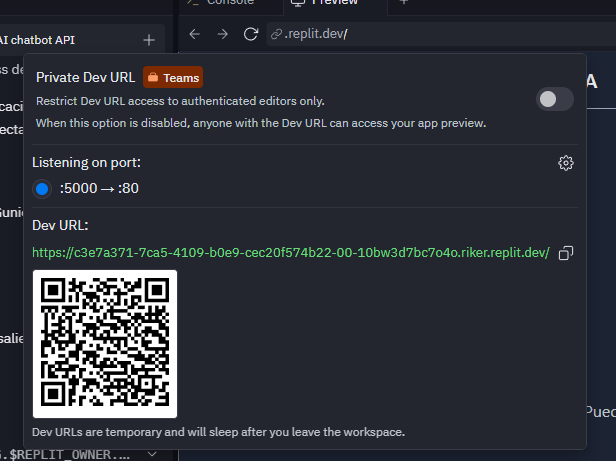 Console
Preview
AI chatbot API
.replit.dev/
Private Dev URL Teams
Restrict Dev URL access to authenticated editors only.
When this option is disabled, anyone with the Dev URL can access your app preview.
Listening on port:
:5000 → :80
Dev URL:
https://c3e7a371-7ca5-4109-b0e9-cec20f574b22-00-10bw3d7bc7o4o.riker.replit.dev/
Dev URLs are temporary and will sleep after you leave the workspace.
.$REPLIT_OWNER....
A
Pued